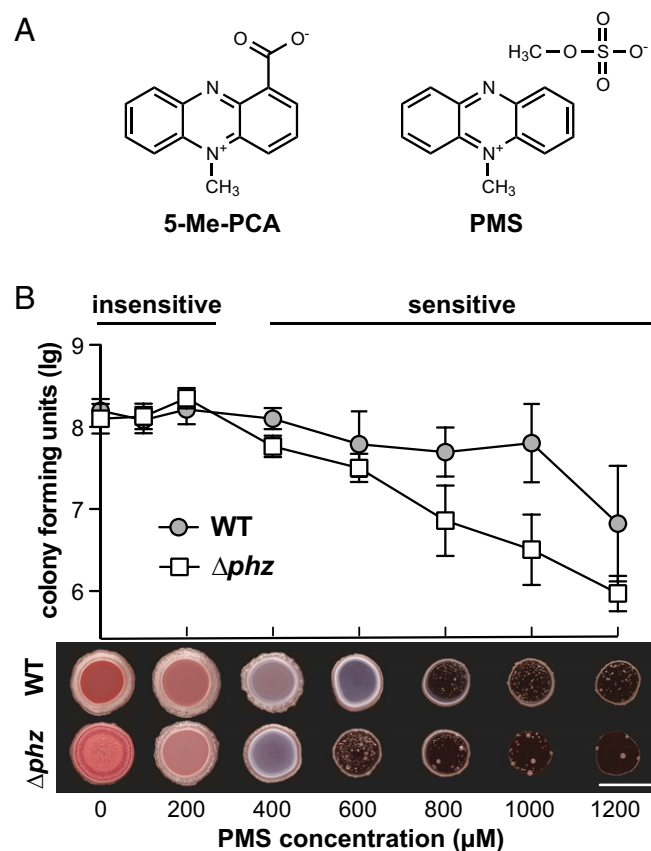 A
O
O-
N
N+
CH3
5-Me-PCA
H3C
O
O
S
O-
O
N
N+
CH3
PMS
B
insensitive
sensitive
colony forming units (lg)
9
8
7
6
WT
Δphz
WT
Δphz
0 200 400 600 800 1000 1200
PMS concentration (µM)